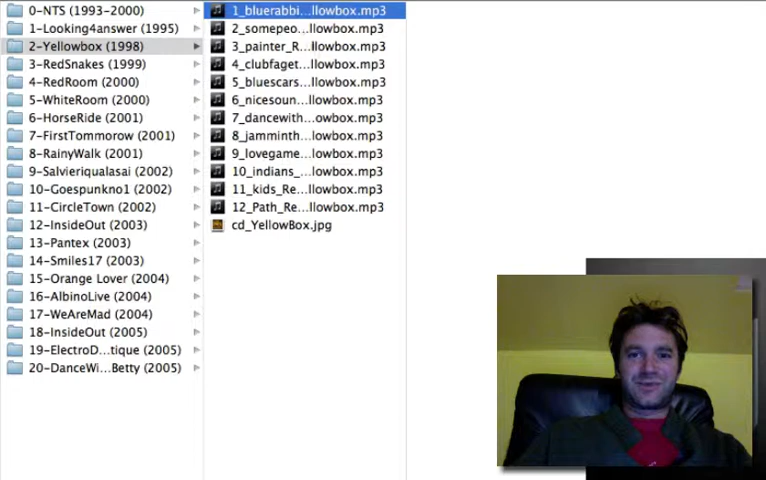 0-NTS (1993-2000)
1-Looking4answer (1995)
2-Yellowbox (1998)
3-RedSnakes (1999)
4-RedRoom (2000)
5-WhiteRoom (2000)
6-HorseRide (2001)
7-FirstTommorow (2001)
8-RainyWalk (2001)
9-Salvieriqualasai (2002)
10-Goespunkno1 (2002)
11-CircleTown (2002)
12-InsideOut (2003)
13-Pantex (2003)
14-Smiles17 (2003)
15-Orange Lover (2004)
16-AlbinoLive (2004)
17-WeAreMad (2004)
18-InsideOut (2005)
19-ElectroD...tique (2005)
20-DanceWi...Betty (2005)
1_bluerabbi...llowbox.mp3
2_somepeo...llowbox.mp3
3_painter_R...llowbox.mp3
4_clubfaget...llowbox.mp3
5_bluescars...llowbox.mp3
6_nicesoun...llowbox.mp3
7_dancewith...owbox.mp3
8_jamminth...lowbox.mp3
9_lovegame...lowbox.mp3
10_indians_...lowbox.mp3
11_kids_Re...llowbox.mp3
12_Path_Re...llowbox.mp3
cd_YellowBox.jpg